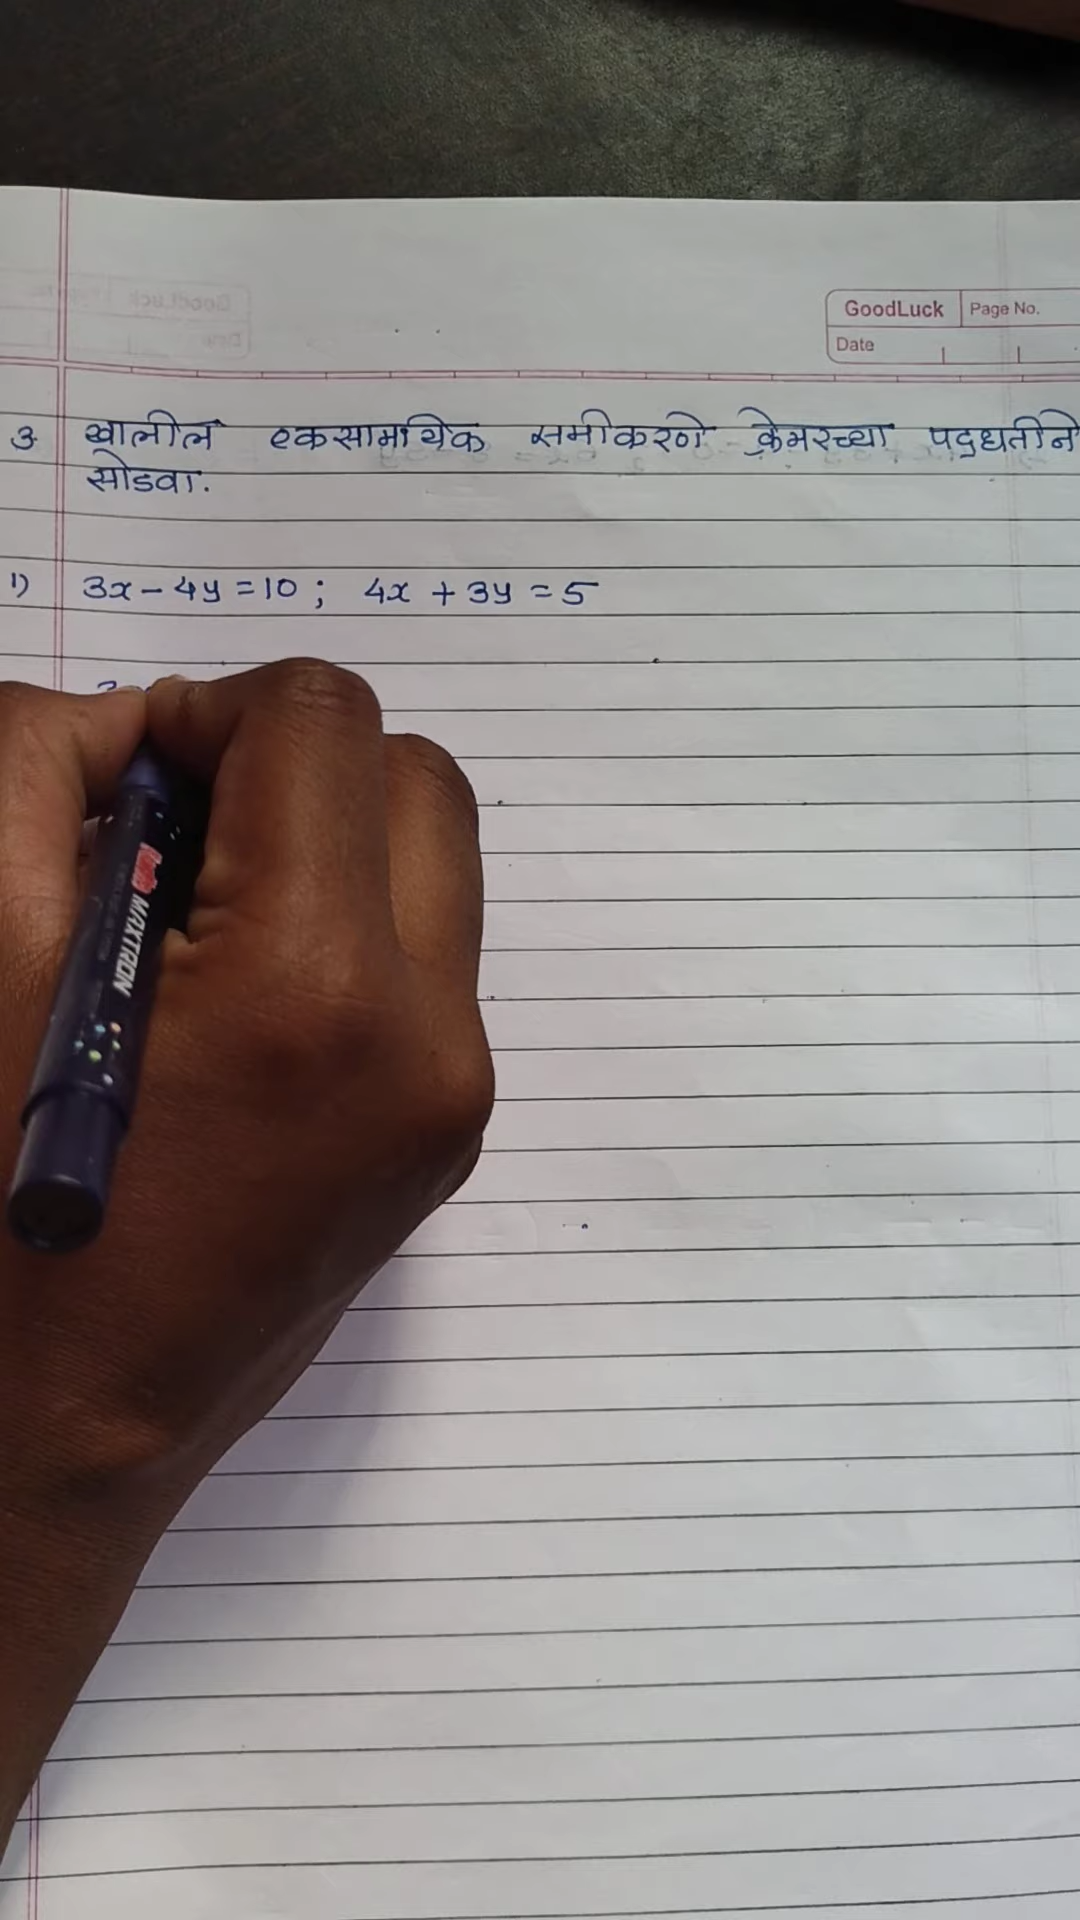 GoodLuck Page No.
Date
3 खालील एकसामयिक समीकरणे क्रेमरच्या पद्धतीने
सोडवा.
1) 3x - 4y = 10 ; 4x + 3y = 5
MAXTRON